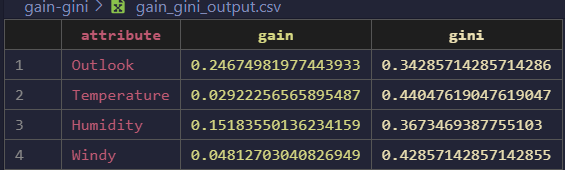 gain-gini > gain_gini_output.csv
attribute gain gini
1 Outlook 0.24674981977443933 0.34285714285714286
2 Temperature 0.02922256565895487 0.44047619047619047
3 Humidity 0.15183550136234159 0.3673469387755103
4 Windy 0.04812703040826949 0.42857142857142855